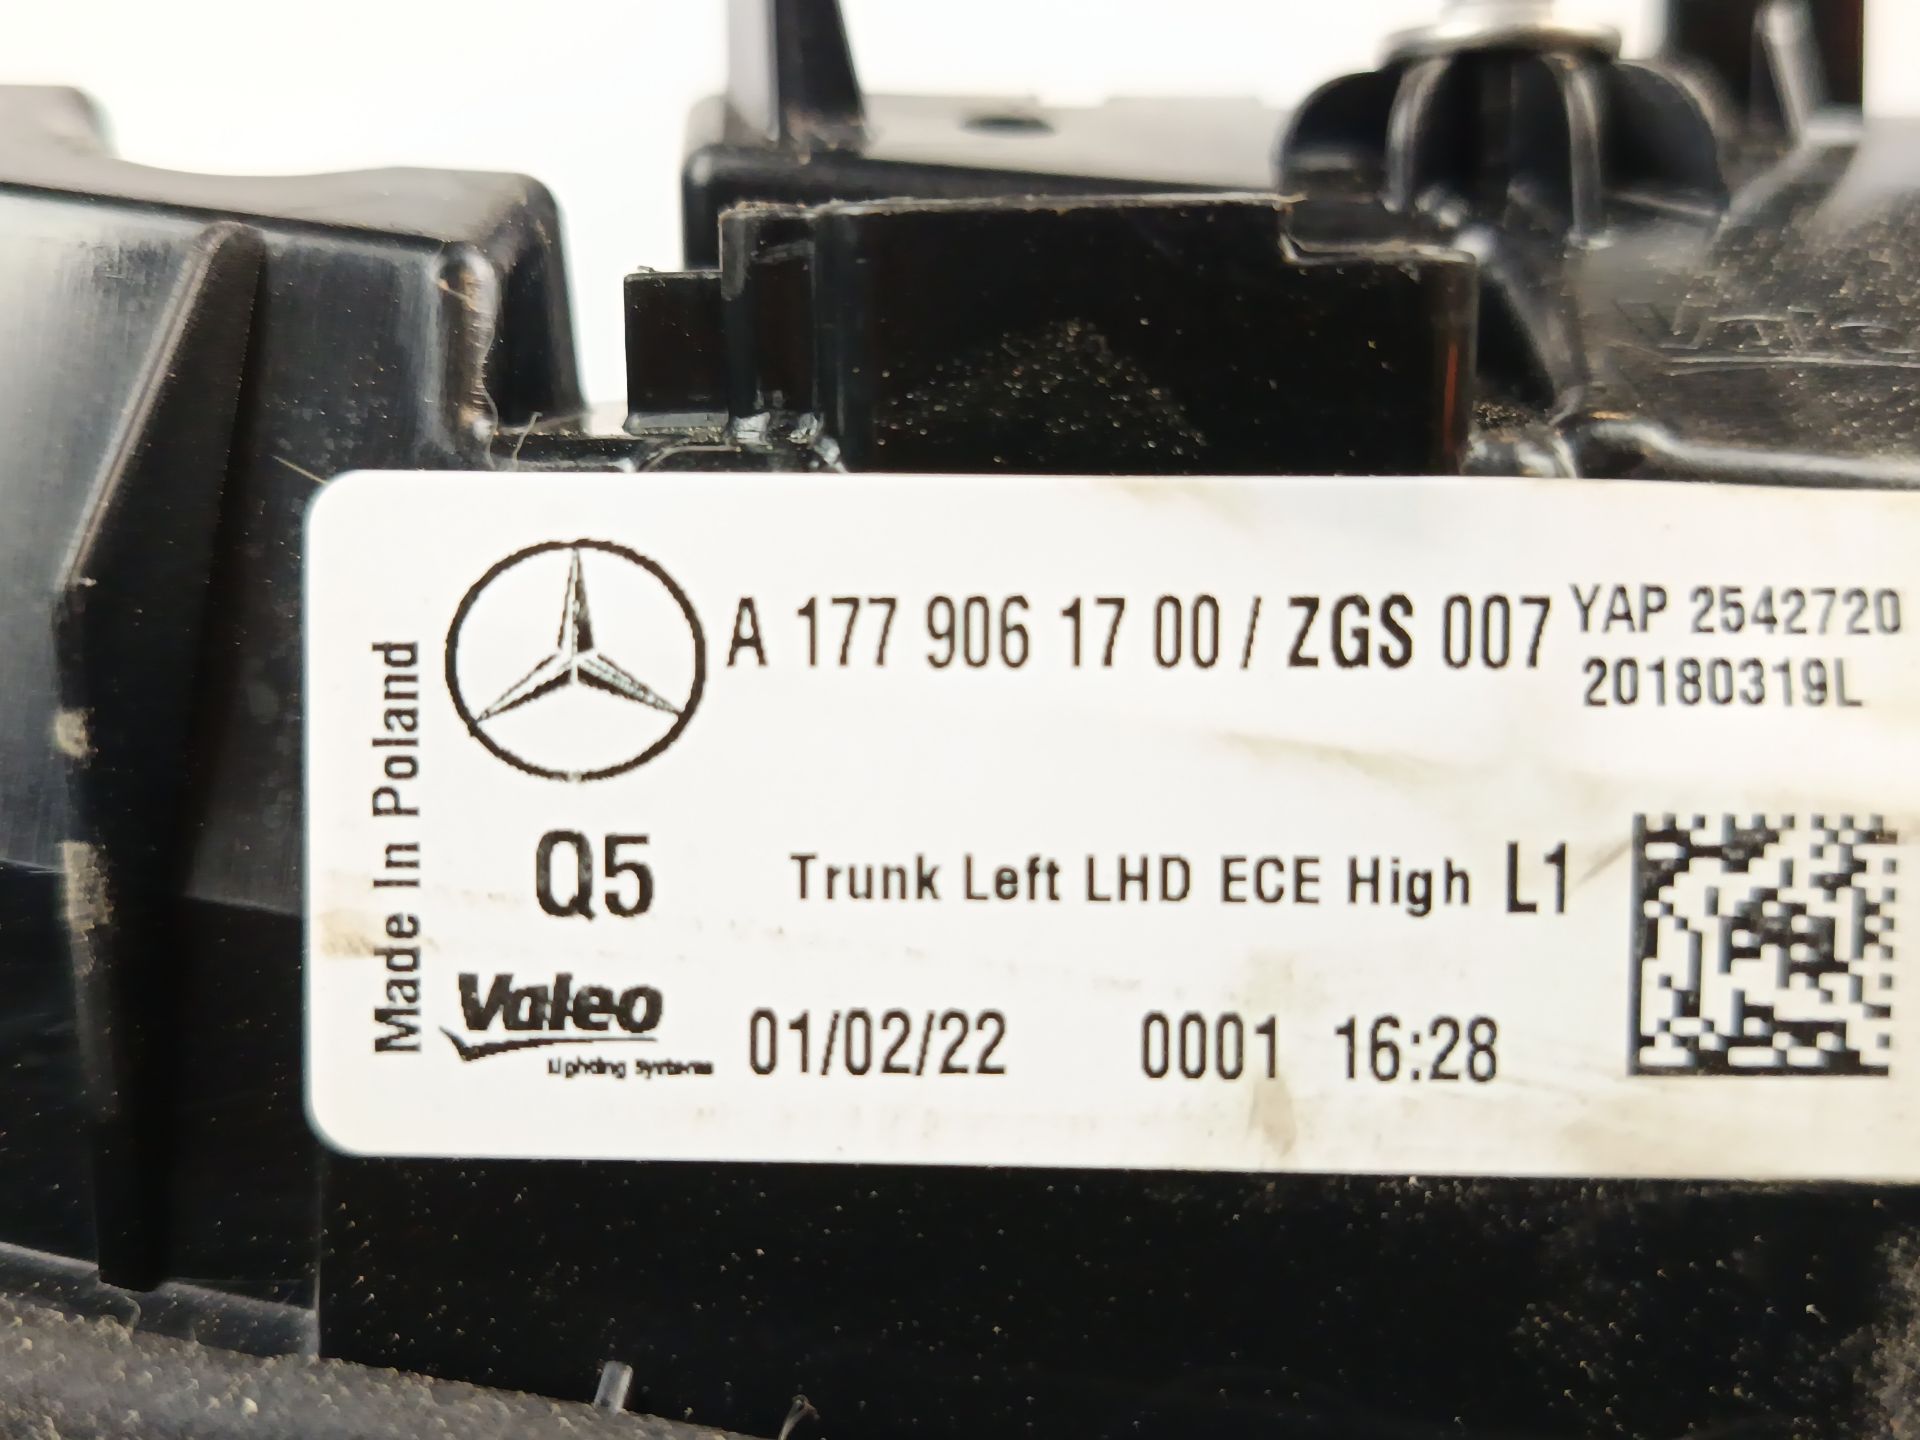 A 177 906 17 00 / ZGS 007 YAP 2542720
20180319L
Made In Poland
Q5 Trunk Left LHD ECE High L1
Valeo
Lighting Systems
01/02/22 0001 16:28